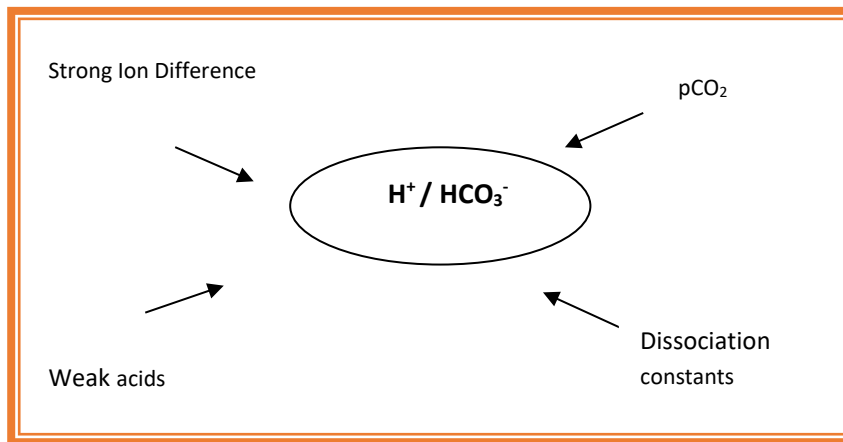 Strong Ion Difference
pCO₂
H⁺ / HCO₃⁻
Weak acids
Dissociation
constants